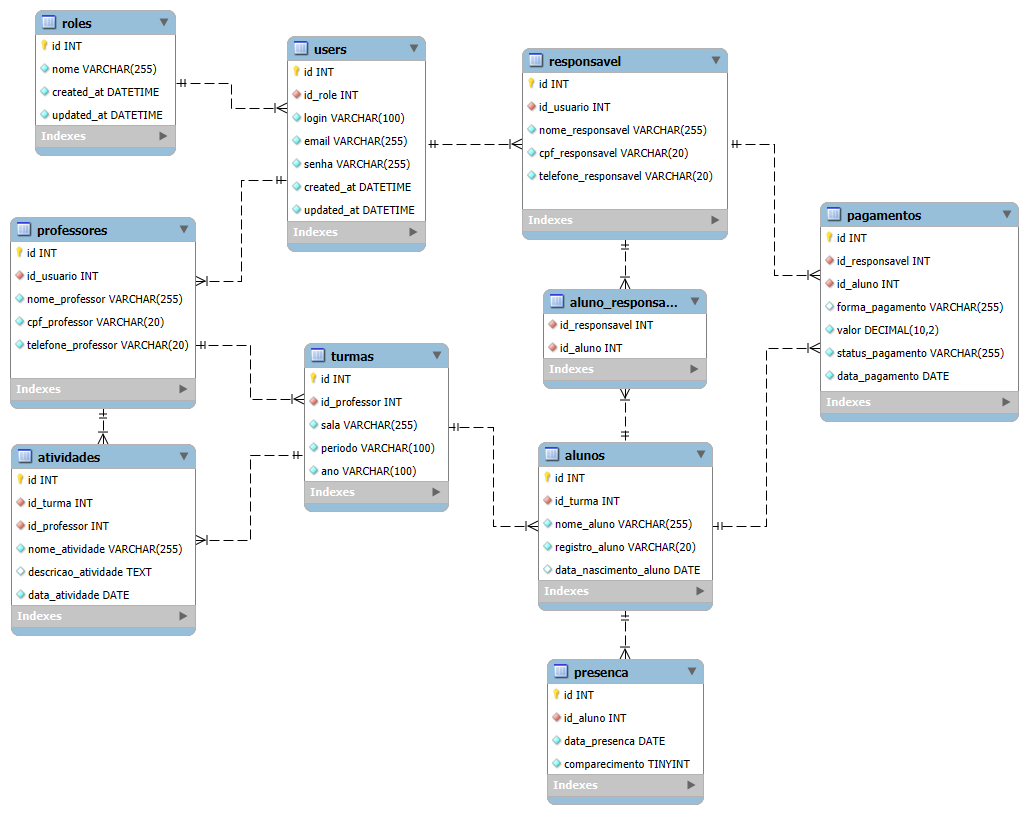 roles
id INT
nome VARCHAR(255)
created_at DATETIME
updated_at DATETIME
Indexes
users
id INT
id_role INT
login VARCHAR(100)
email VARCHAR(255)
senha VARCHAR(255)
created_at DATETIME
updated_at DATETIME
Indexes
responsavel
id INT
id_usuario INT
nome_responsavel VARCHAR(255)
cpf_responsavel VARCHAR(20)
telefone_responsavel VARCHAR(20)
Indexes
pagamentos
id INT
id_responsavel INT
id_aluno INT
forma_pagamento VARCHAR(255)
valor DECIMAL(10,2)
status_pagamento VARCHAR(255)
data_pagamento DATE
Indexes
professores
id INT
id_usuario INT
nome_professor VARCHAR(255)
cpf_professor VARCHAR(20)
telefone_professor VARCHAR(20)
Indexes
aluno_responsa...
id_responsavel INT
id_aluno INT
Indexes
turmas
id INT
id_professor INT
sala VARCHAR(255)
periodo VARCHAR(100)
ano VARCHAR(100)
Indexes
atividades
id INT
id_turma INT
id_professor INT
nome_atividade VARCHAR(255)
descricao_atividade TEXT
data_atividade DATE
Indexes
alunos
id INT
id_turma INT
nome_aluno VARCHAR(255)
registro_aluno VARCHAR(20)
data_nascimento_aluno DATE
Indexes
presenca
id INT
id_aluno INT
data_presenca DATE
comparecimento TINYINT
Indexes